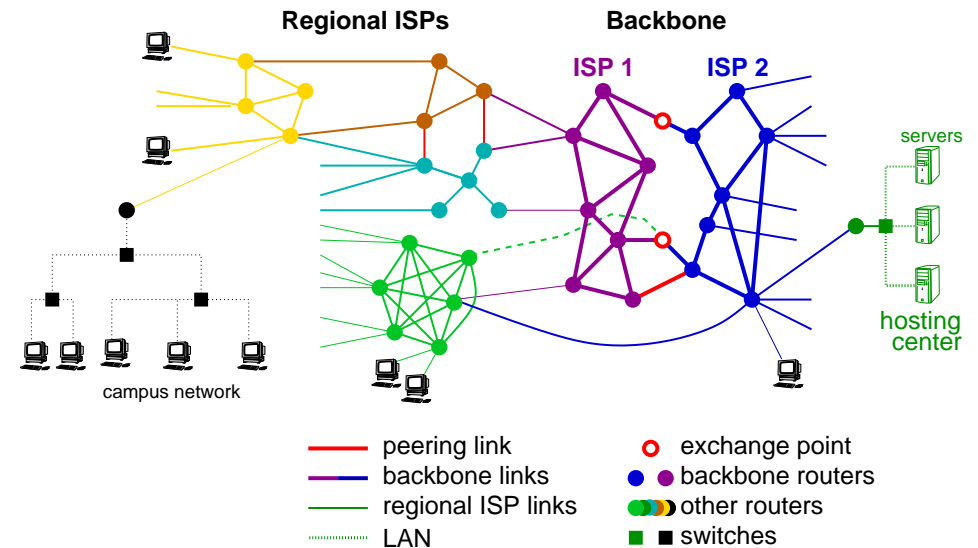 Regional ISPs
Backbone
ISP 1
ISP 2
servers
hosting
center
campus network
peering link
exchange point
backbone links
backbone routers
regional ISP links
other routers
LAN
switches